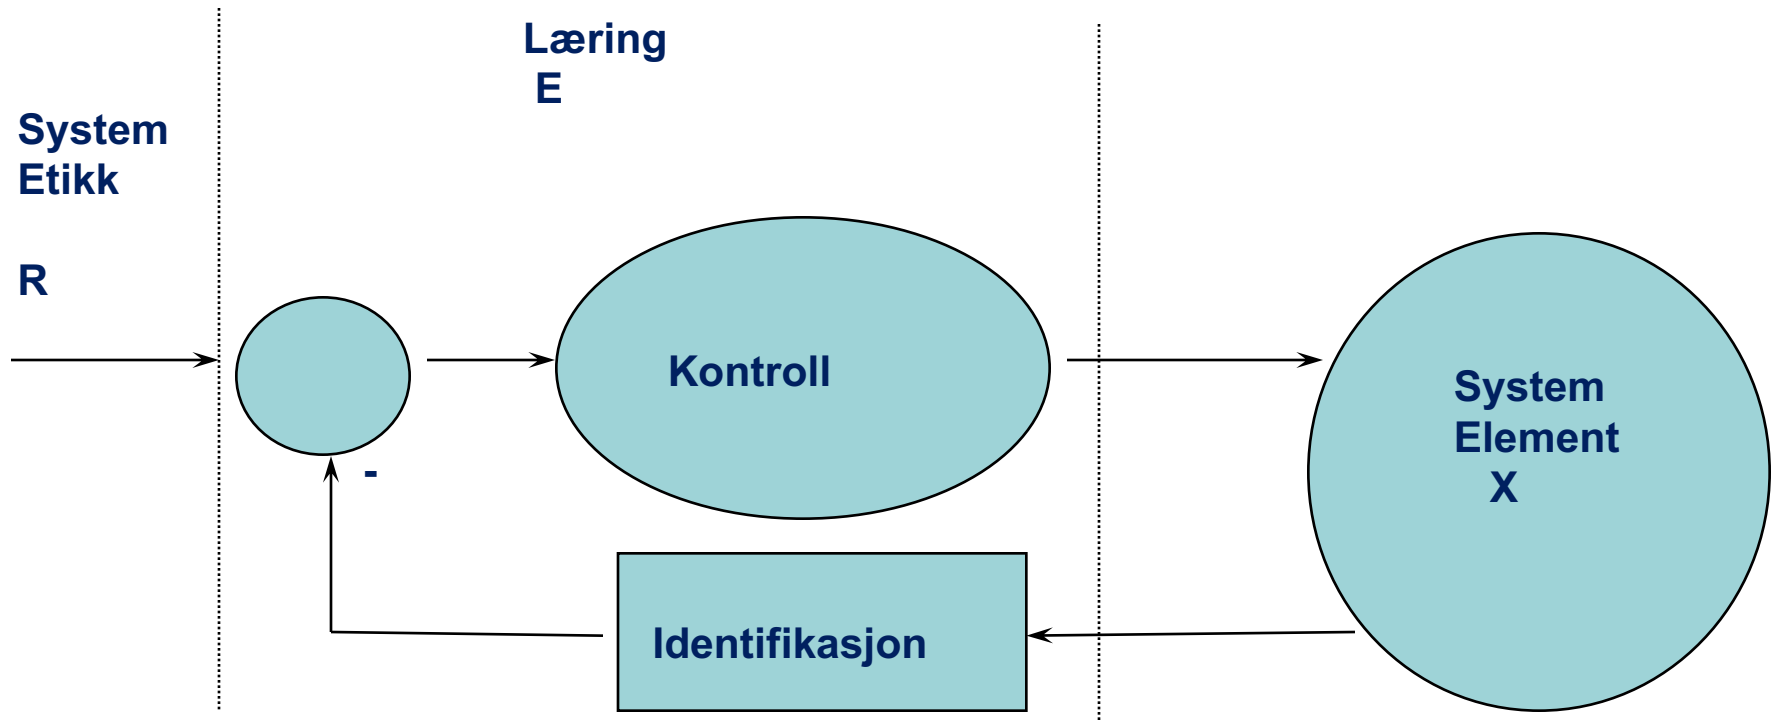 Læring
E
System
Etikk
R
Kontroll
System
Element
X
-
Identifikasjon